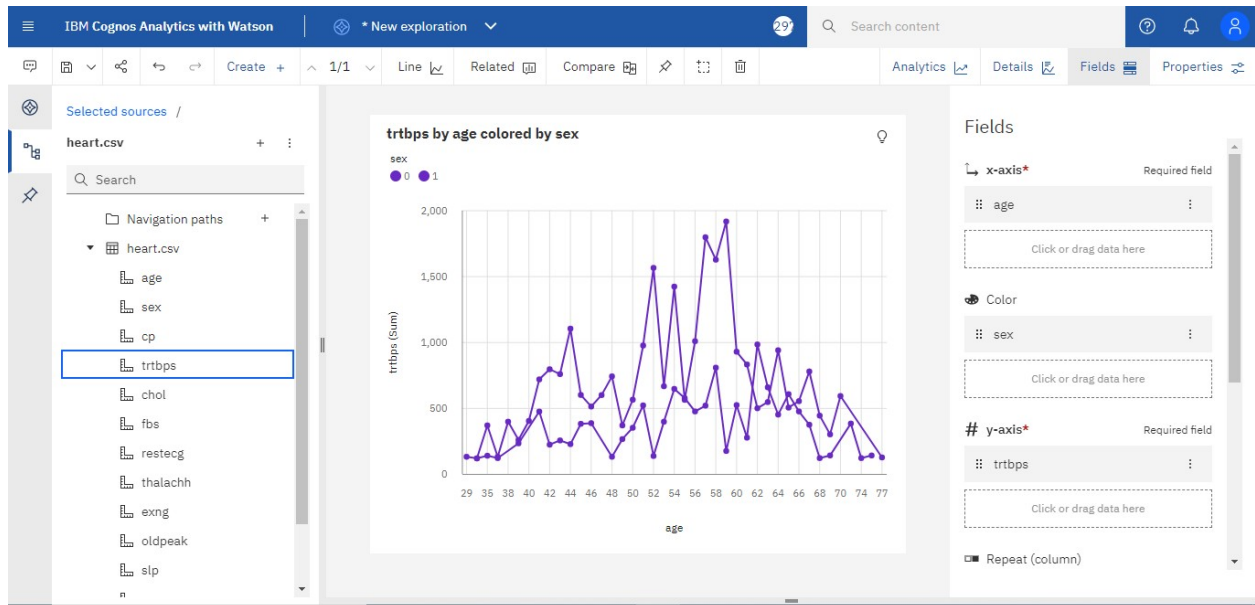 IBM Cognos Analytics with Watson
* New exploration
Search content
1/1
Create +
Line
Related
Compare
Analytics
Details
Fields
Properties
Selected sources /
heart.csv
Search
Navigation paths
heart.csv
age
sex
cp
trtbps
chol
fbs
restecg
thalachh
exng
oldpeak
slp
trtbps by age colored by sex
sex
0 1
2,000
1,500
1,000
500
0
trtbps (Sum)
29 35 38 40 42 44 46 48 50 52 54 56 58 60 62 64 66 68 70 74 77
age
Fields
x-axis* Required field
age
Click or drag data here
Color
sex
Click or drag data here
# y-axis* Required field
trtbps
Click or drag data here
Repeat (column)